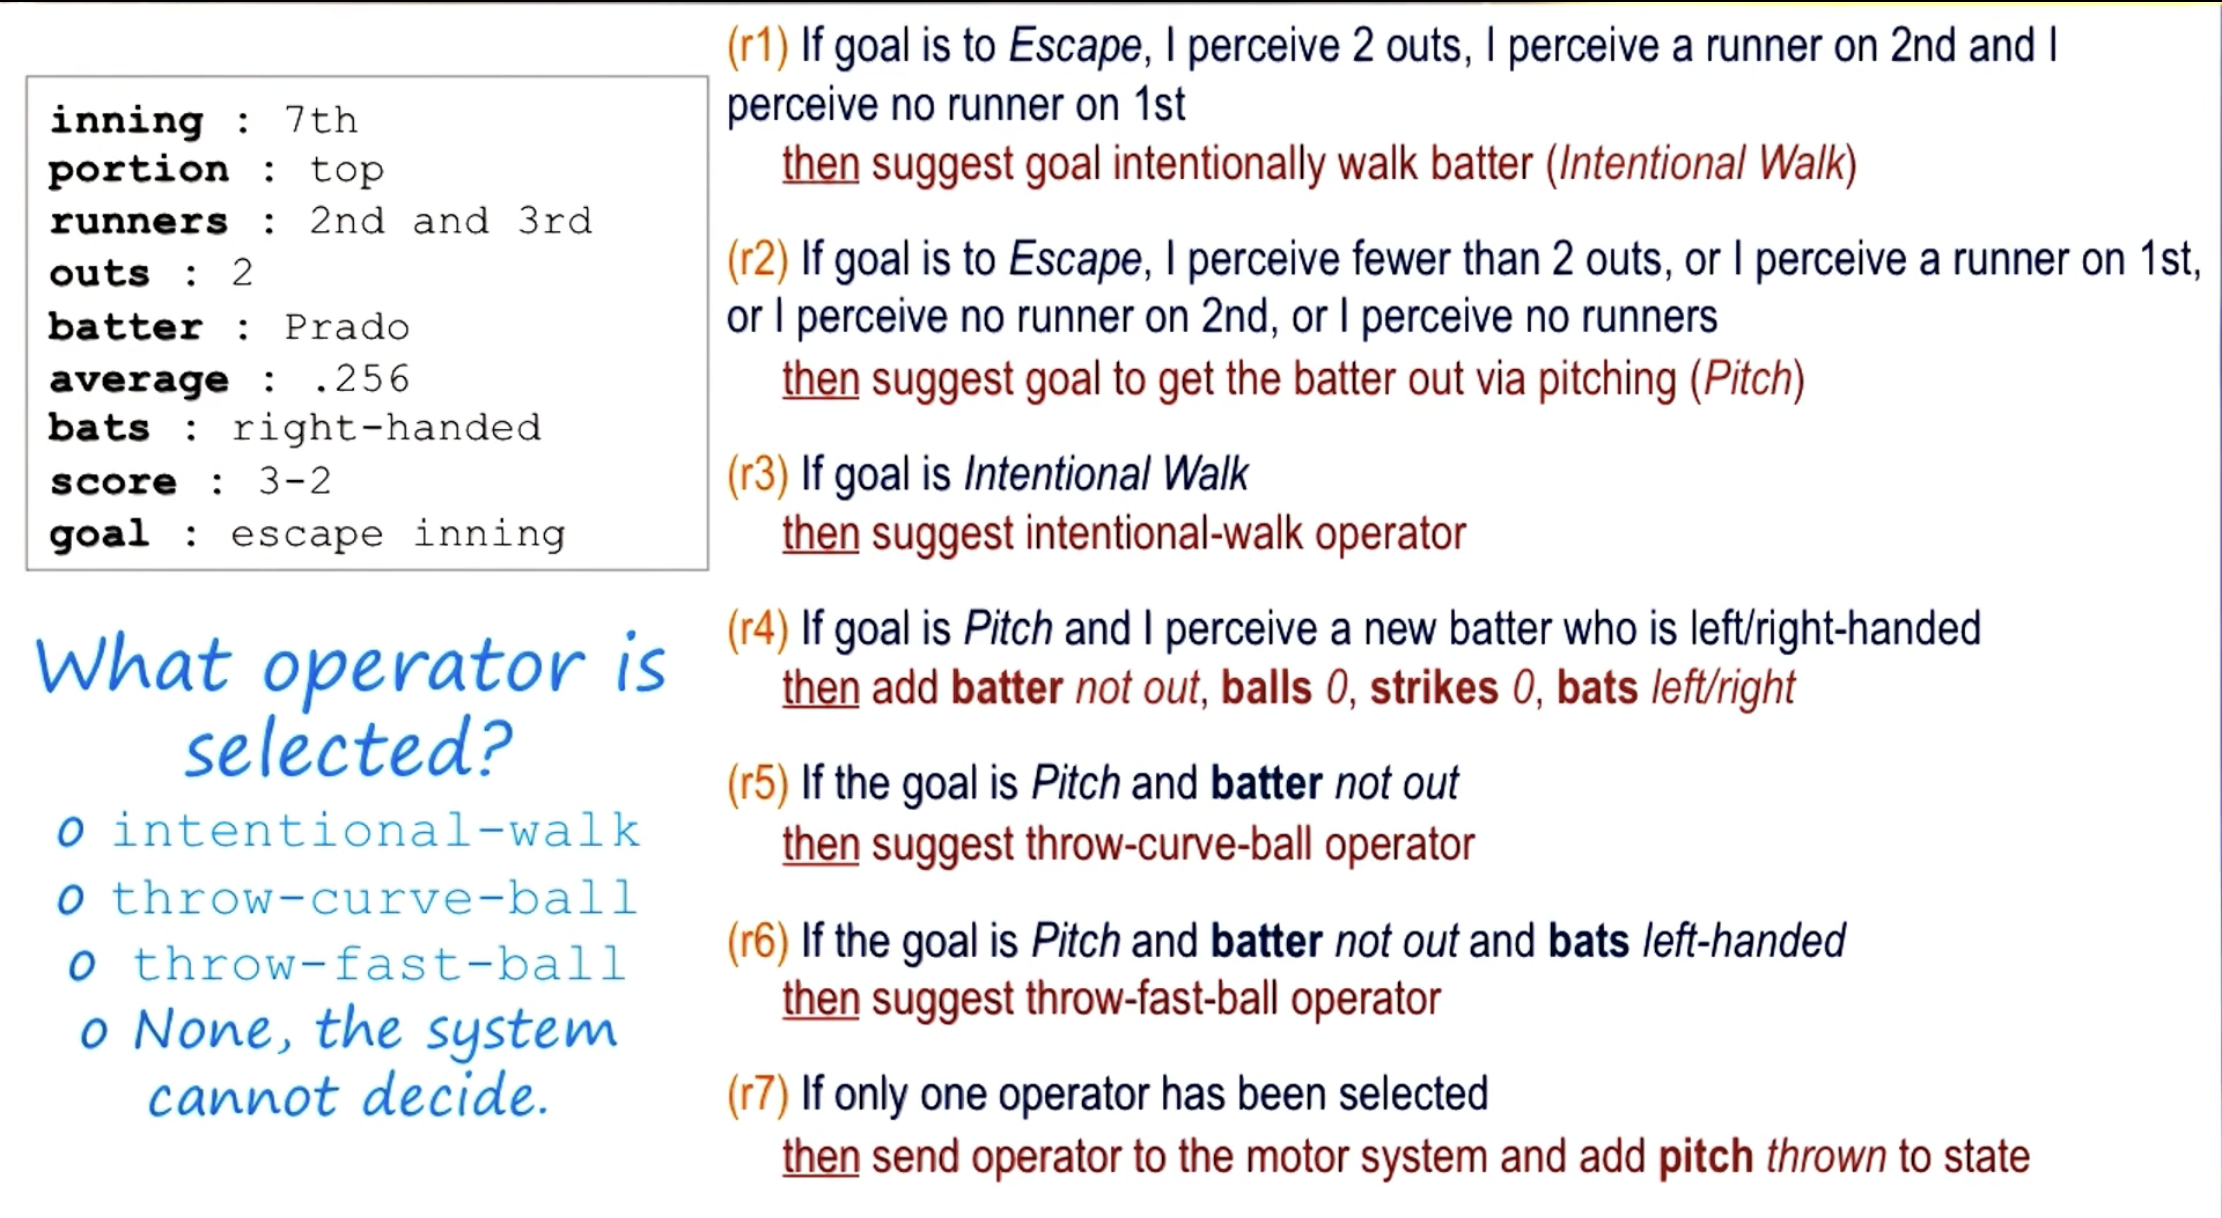 inning : 7th
portion : top
runners : 2nd and 3rd
outs : 2
batter : Prado
average : .256
bats : right-handed
score : 3-2
goal : escape inning
What operator is
selected?
o intentional-walk
o throw-curve-ball
o throw-fast-ball
o None, the system
cannot decide.
(r1) If goal is to Escape, I perceive 2 outs, I perceive a runner on 2nd and I
perceive no runner on 1st
then suggest goal intentionally walk batter (Intentional Walk)
(r2) If goal is to Escape, I perceive fewer than 2 outs, or I perceive a runner on 1st,
or I perceive no runner on 2nd, or I perceive no runners
then suggest goal to get the batter out via pitching (Pitch)
(r3) If goal is Intentional Walk
then suggest intentional-walk operator
(r4) If goal is Pitch and I perceive a new batter who is left/right-handed
then add batter not out, balls 0, strikes 0, bats left/right
(r5) If the goal is Pitch and batter not out
then suggest throw-curve-ball operator
(r6) If the goal is Pitch and batter not out and bats left-handed
then suggest throw-fast-ball operator
(r7) If only one operator has been selected
then send operator to the motor system and add pitch thrown to state